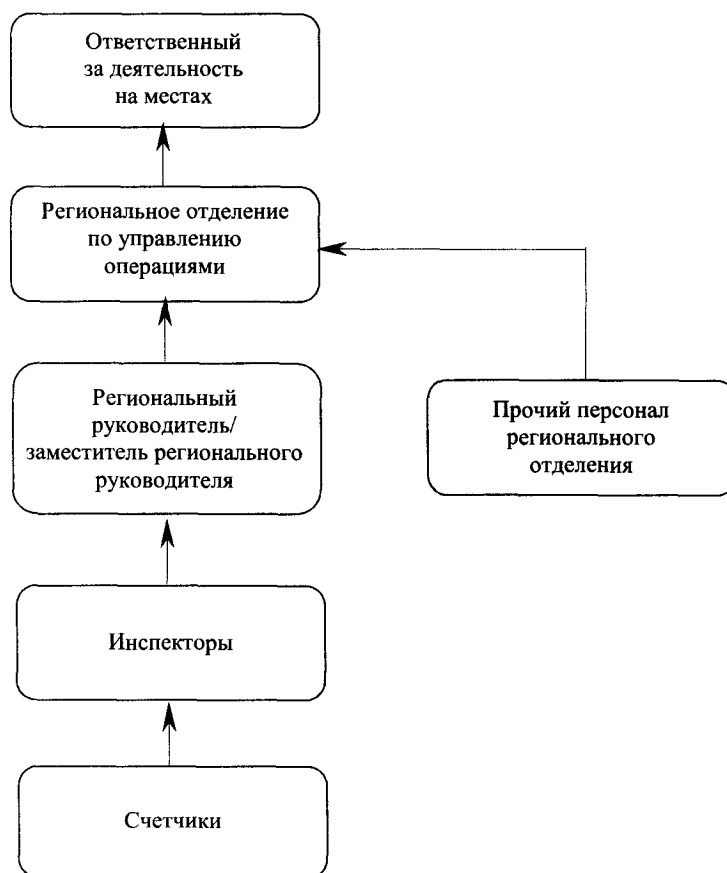 Ответственный
за деятельность
на местах
Региональное отделение
по управлению
операциями
Региональный
руководитель/
заместитель регионального
руководителя
Прочий персонал
регионального
отделения
Инспекторы
Счетчики